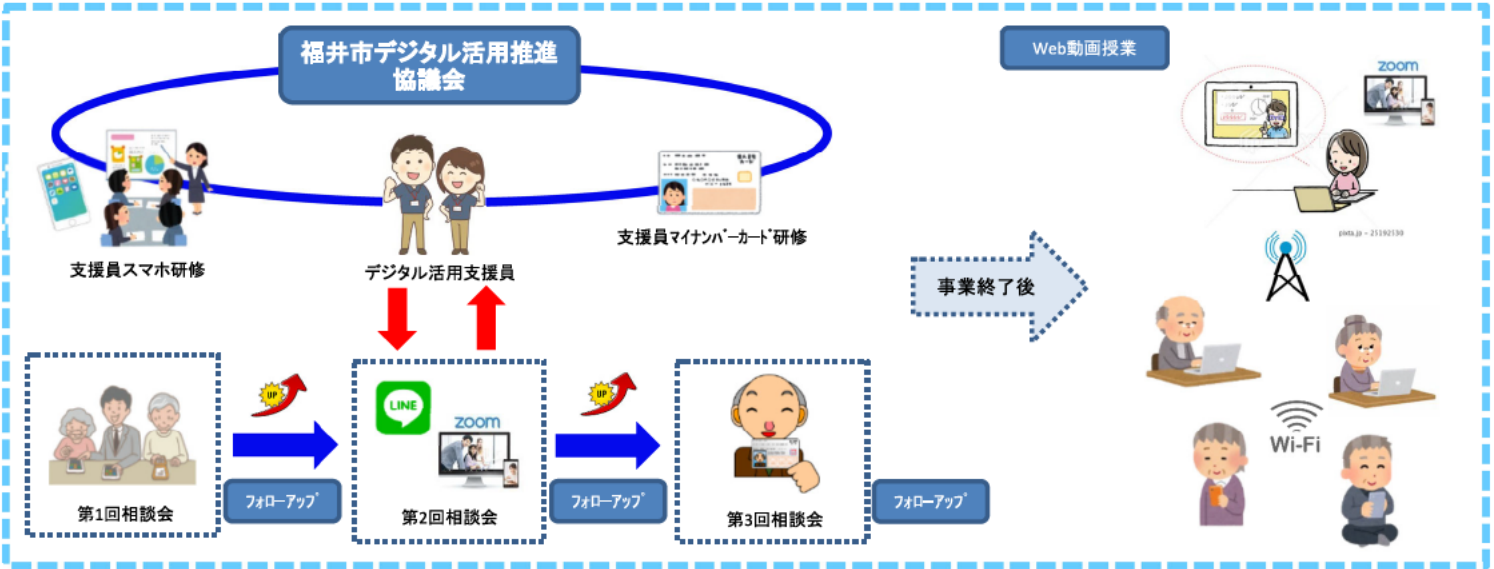 福井市デジタル活用推進
協議会
支援員スマホ研修
デジタル活用支援員
支援員マイナンバーカード研修
第1回相談会
UP
フォローアップ
LINE
zoom
第2回相談会
UP
フォローアップ
第3回相談会
フォローアップ
事業終了後
Web動画授業
zoom
pixta.jp - 25192530
Wi-Fi